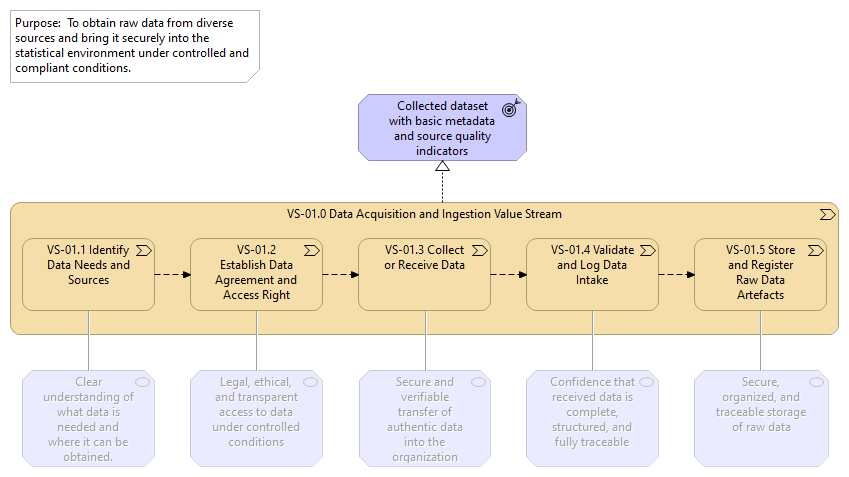 Purpose:  To obtain raw data from diverse
sources and bring it securely into the
statistical environment under controlled and
compliant conditions.
Collected dataset
with basic metadata
and source quality
indicators
VS-01.0 Data Acquisition and Ingestion Value Stream
VS-01.1 Identify
Data Needs and
Sources
VS-01.2
Establish Data
Agreement and
Access Right
VS-01.3 Collect
or Receive Data
VS-01.4 Validate
and Log Data
Intake
VS-01.5 Store
and Register
Raw Data
Artefacts
Clear
understanding of
what data is
needed and
where it can be
obtained.
Legal, ethical,
and transparent
access to data
under controlled
conditions
Secure and
verifiable
transfer of
authentic data
into the
organization
Confidence that
received data is
complete,
structured, and
fully traceable
Secure,
organized, and
traceable storage
of raw data